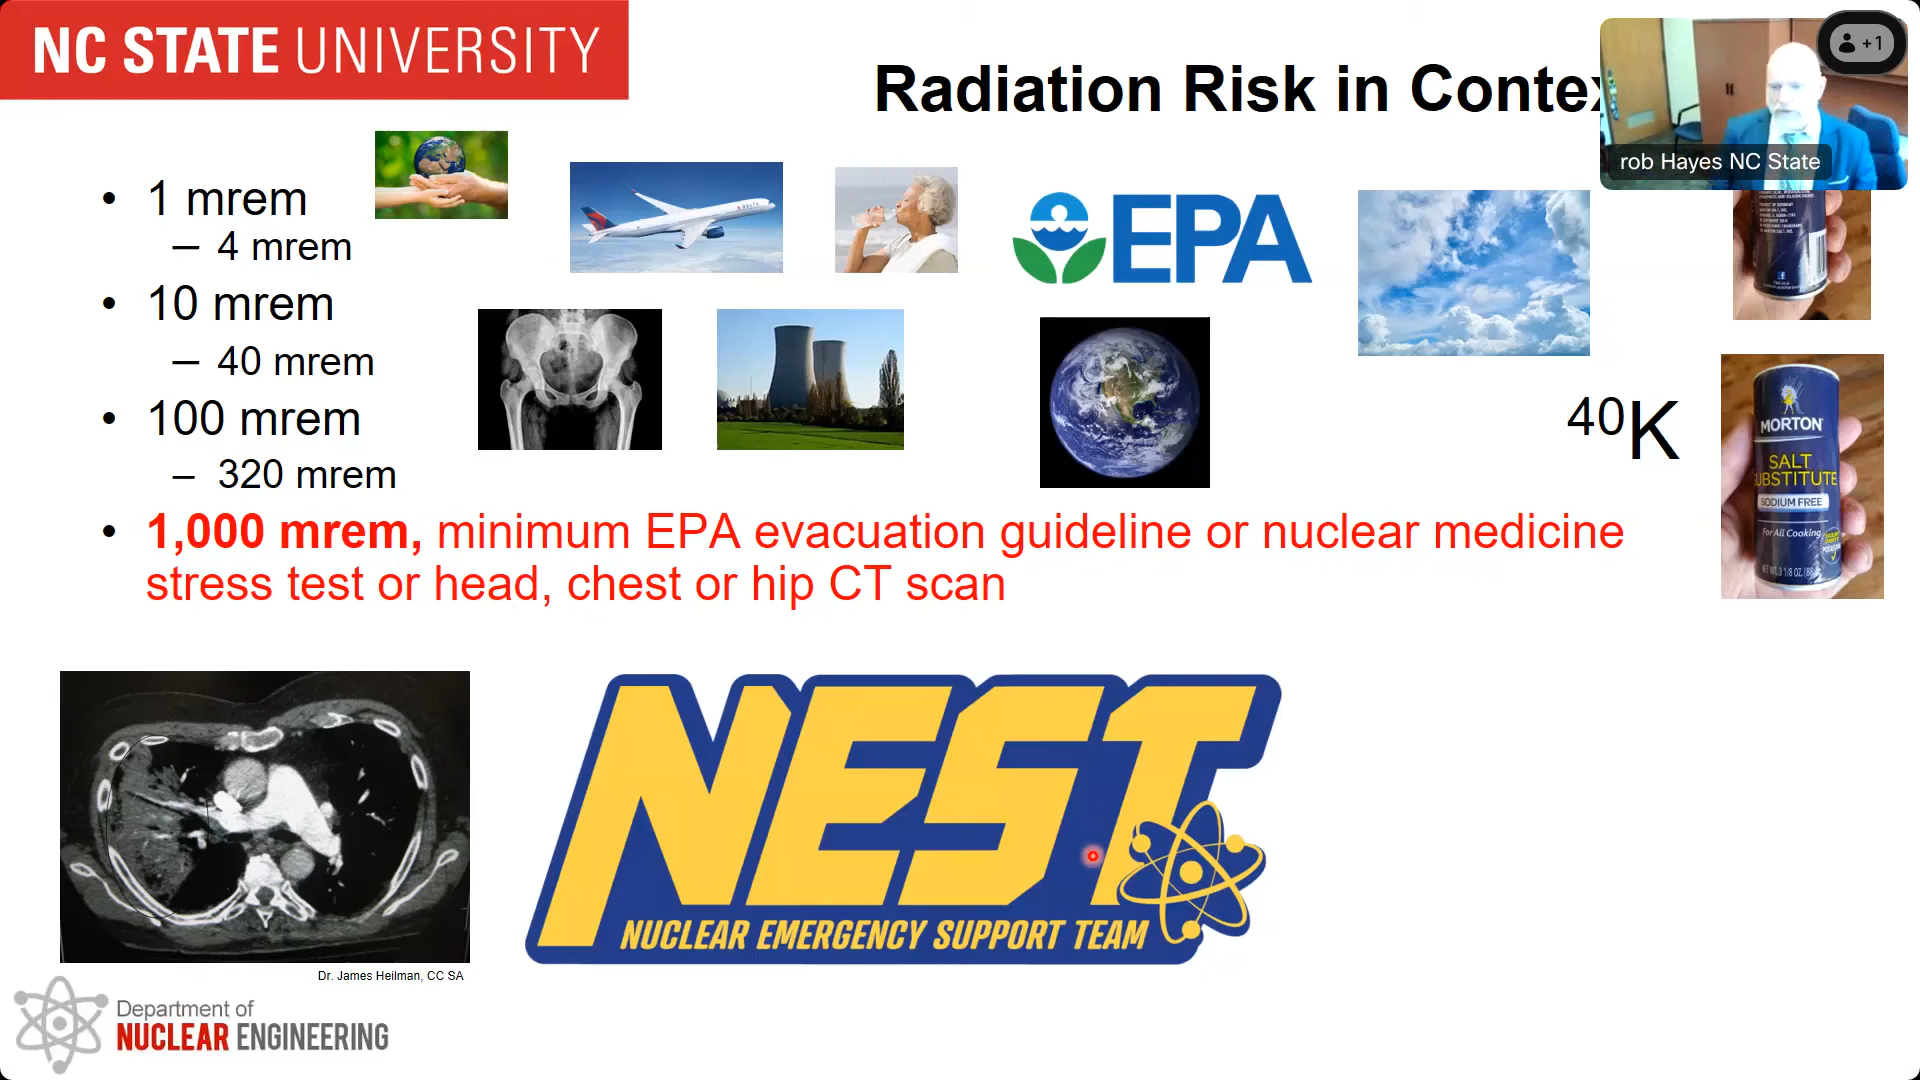 NC STATE UNIVERSITY
Radiation Risk in Conte
+1
rob Hayes NC State
• 1 mrem
– 4 mrem
• 10 mrem
– 40 mrem
• 100 mrem
– 320 mrem
• 1,000 mrem, minimum EPA evacuation guideline or nuclear medicine
stress test or head, chest or hip CT scan
DELTA
EPA
40K
MORTON
SALT
SUBSTITUTE
SODIUM FREE
For All Cooking
NEST
NUCLEAR EMERGENCY SUPPORT TEAM
Dr. James Heilman, CC SA
Department of
NUCLEAR ENGINEERING